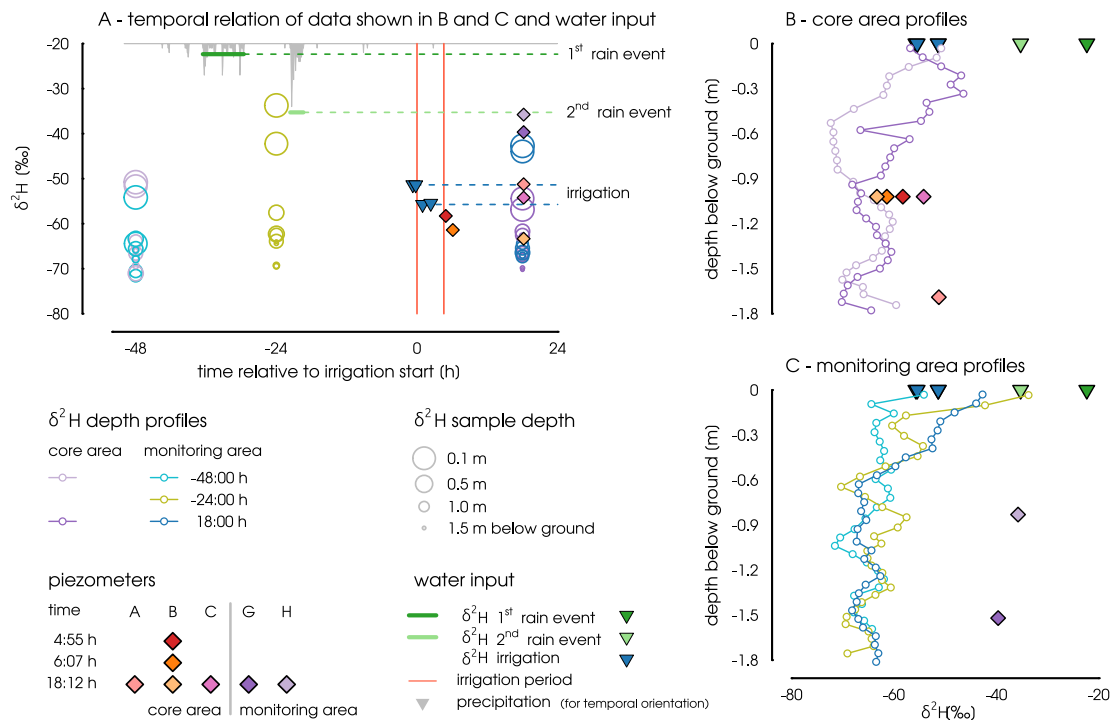 A - temporal relation of data shown in B and C and water input
-20
-30
-40
-50
-60
-70
-80
δ²H (‰)
1st rain event
2nd rain event
irrigation
-48
-24
0
24
time relative to irrigation start (h)
B - core area profiles
0
-0.3
-0.6
-0.9
-1.2
-1.5
-1.8
depth below ground (m)
C - monitoring area profiles
0
-0.3
-0.6
-0.9
-1.2
-1.5
-1.8
depth below ground (m)
-80
-60
-40
-20
δ²H(‰)
δ²H depth profiles
core area monitoring area
-48:00 h
-24:00 h
18:00 h
δ²H sample depth
0.1 m
0.5 m
1.0 m
1.5 m below ground
piezometers
time A B C G H
4:55 h
6:07 h
18:12 h
core area monitoring area
water input
δ²H 1st rain event
δ²H 2nd rain event
δ²H irrigation
irrigation period
precipitation (for temporal orientation)